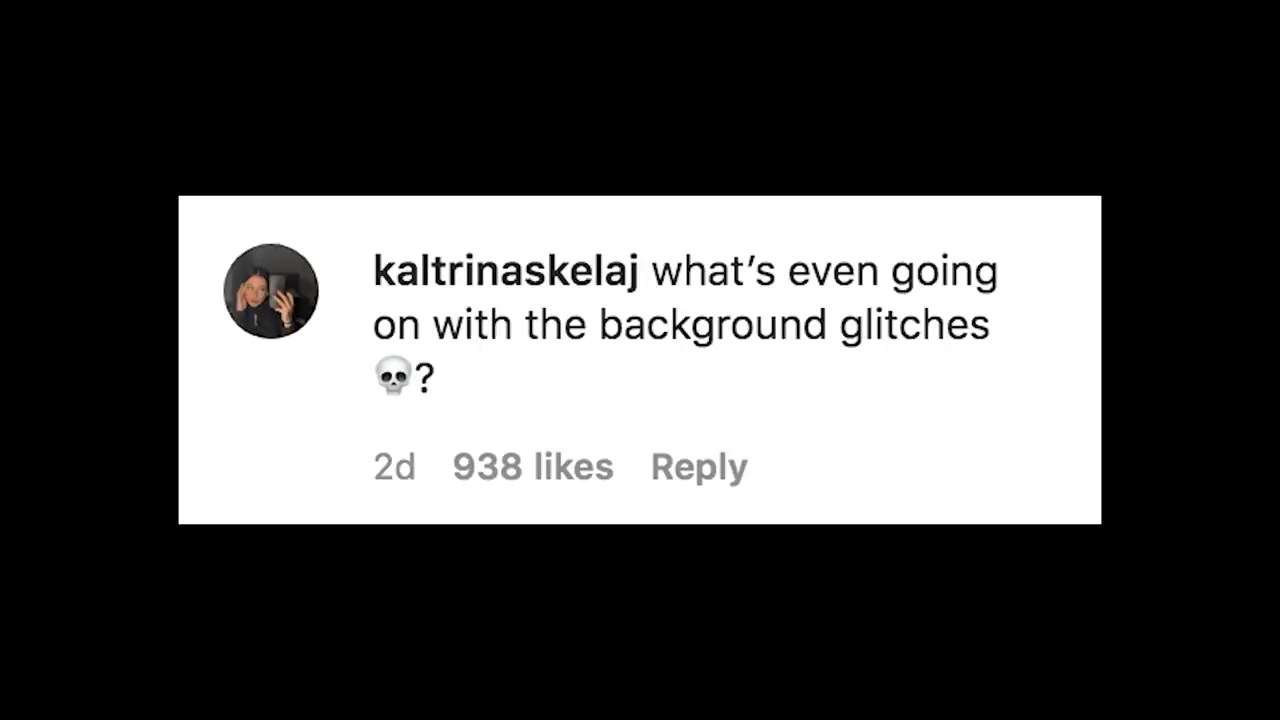 kaltrinaskelaj what’s even going
on with the background glitches
💀?
2d 938 likes Reply